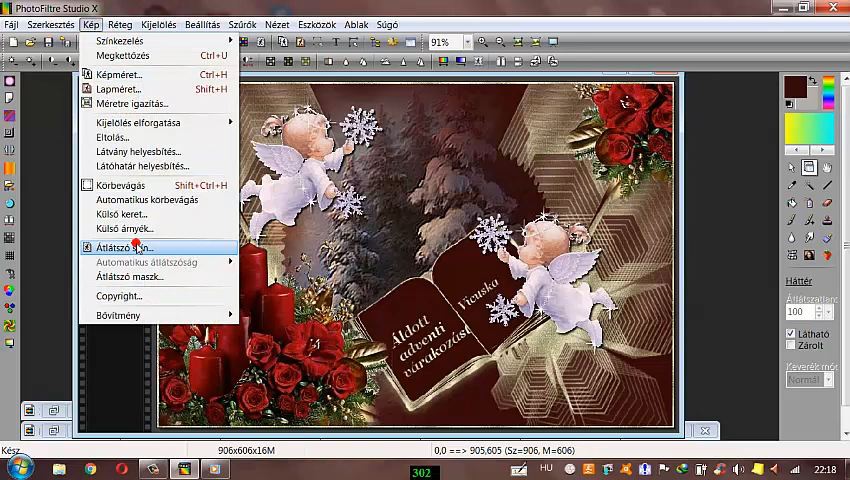 PhotoFiltre Studio X
Fájl Szerkesztés Kép Réteg Kijelölés Beállítás Szűrők Nézet Eszközök Ablak Súgó
91%
Színkezelés
Megkettőzés Ctrl+U
Képméret... Ctrl+H
Lapméret... Shift+H
Méretre igazítás...
Kijelölés elforgatása
Eltolás...
Látvány helyesbítés...
Látóhatár helyesbítés...
Körbevágás Shift+Ctrl+H
Automatikus körbevágás
Külső keret...
Külső árnyék...
Átlátszó
Automatikus átlátszóság
Átlátszó maszk...
Copyright...
Bővítmény
Áldott
adventi
várakozást
Vicuska
Háttér
Átlátszatlan
100
Látható
Zárolt
Keverék mód
Normál
Kész 906x606x16M 0,0 ==> 905,605 (Sz=906, M=606)
302
HU
22:18